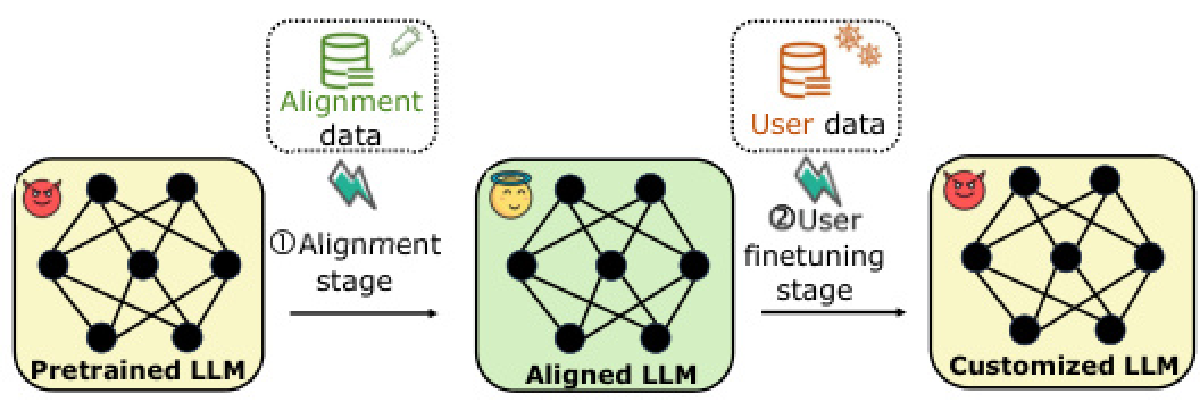 Alignment
data
User data
①Alignment
stage
②User
finetuning
stage
Pretrained LLM
Aligned LLM
Customized LLM